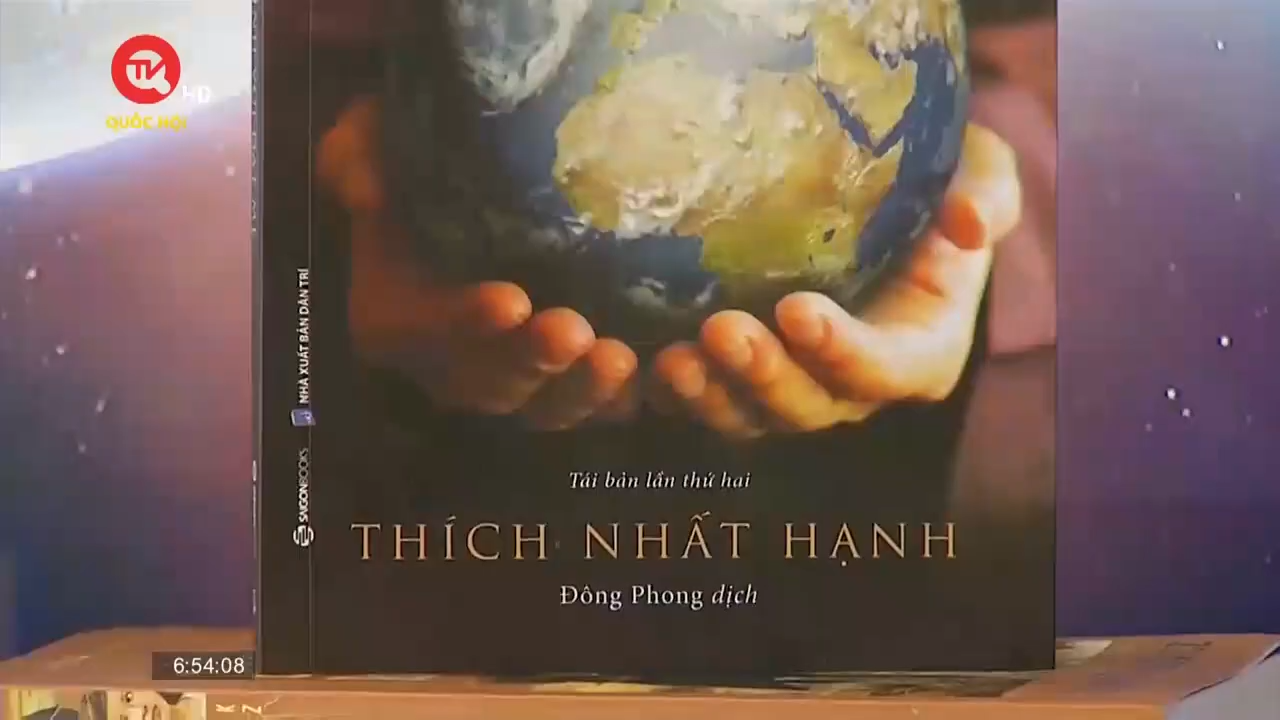 HD
QUỐC HỘI
NHÀ XUẤT BẢN DÂN TRÍ
SAIGONBOOKS
Tái bản lần thứ hai
THÍCH NHẤT HẠNH
Đông Phong dịch
6:54:08